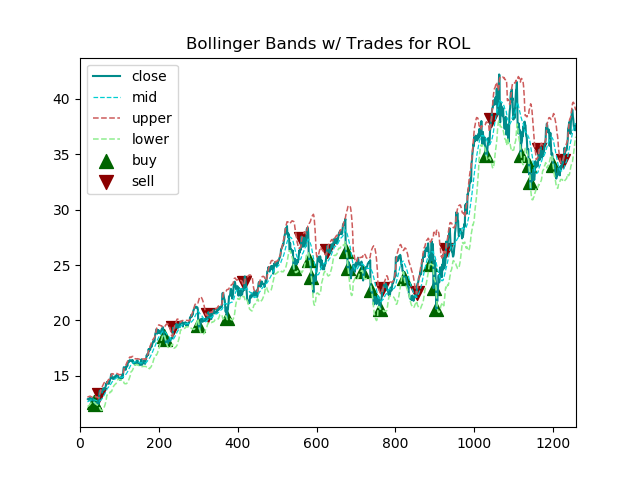 Bollinger Bands w/ Trades for ROL
close
mid
upper
lower
buy
sell
40
35
30
25
20
15
0 200 400 600 800 1000 1200